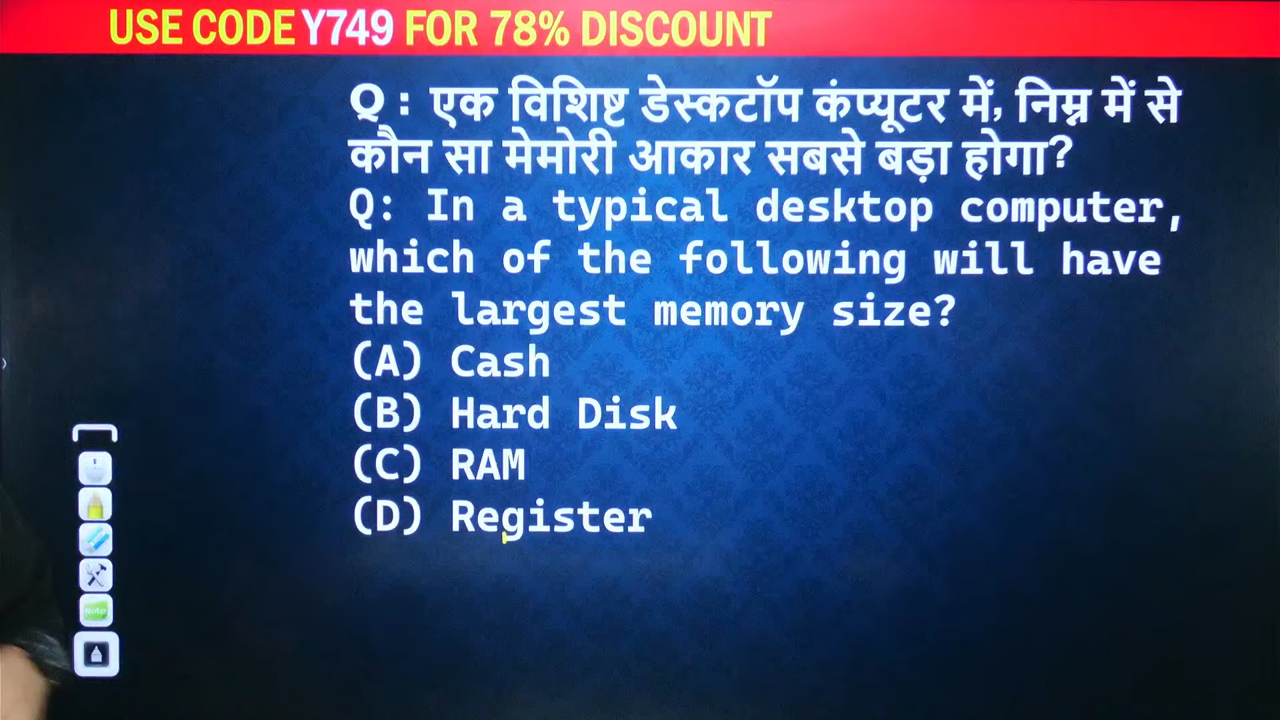 USE CODE Y749 FOR 78% DISCOUNT
Q : एक विशिष्ट डेस्कटॉप कंप्यूटर में, निम्न में से
कौन सा मेमोरी आकार सबसे बड़ा होगा?
Q: In a typical desktop computer,
which of the following will have
the largest memory size?
(A) Cash
(B) Hard Disk
(C) RAM
(D) Register
note